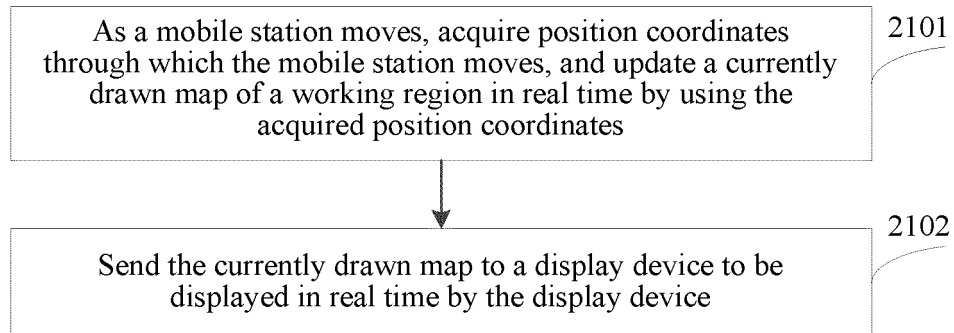 As a mobile station moves, acquire position coordinates
through which the mobile station moves, and update a currently
drawn map of a working region in real time by using the
acquired position coordinates
2101
Send the currently drawn map to a display device to be
displayed in real time by the display device
2102